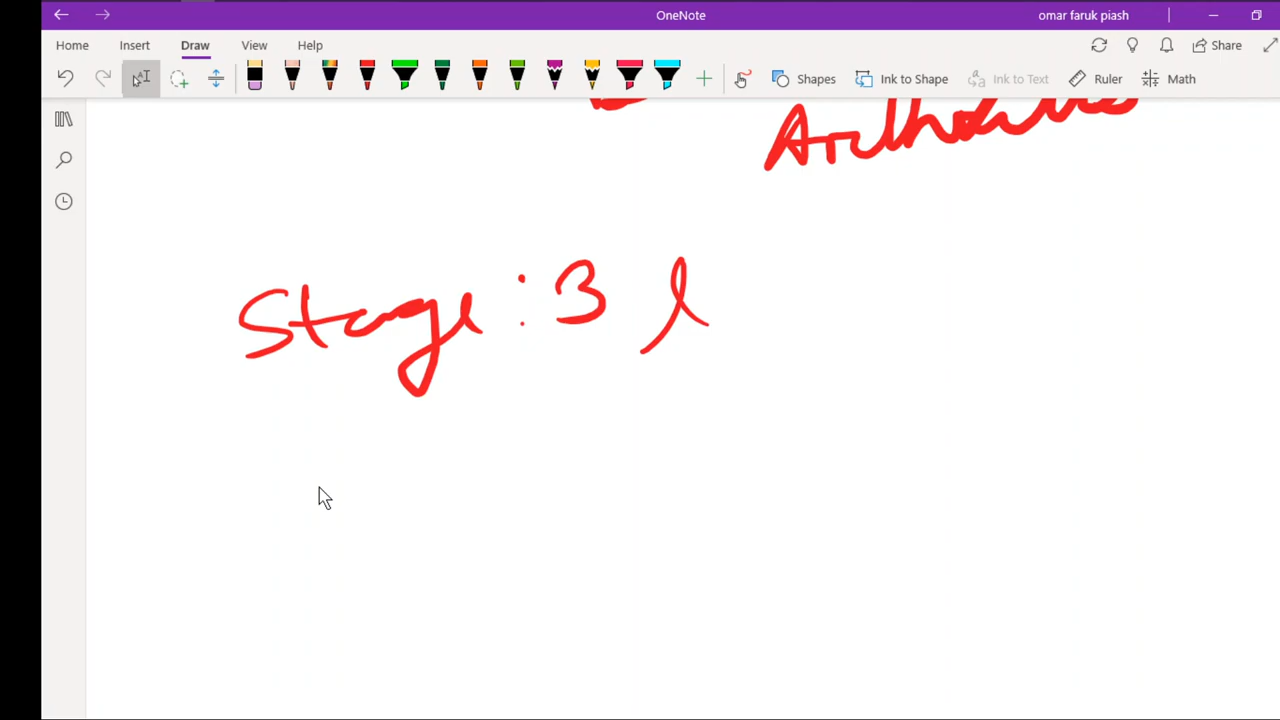 OneNote
omar faruk piash
Home Insert Draw View Help
Share
Shapes Ink to Shape Ink to Text Ruler Math
Stage : 3 l